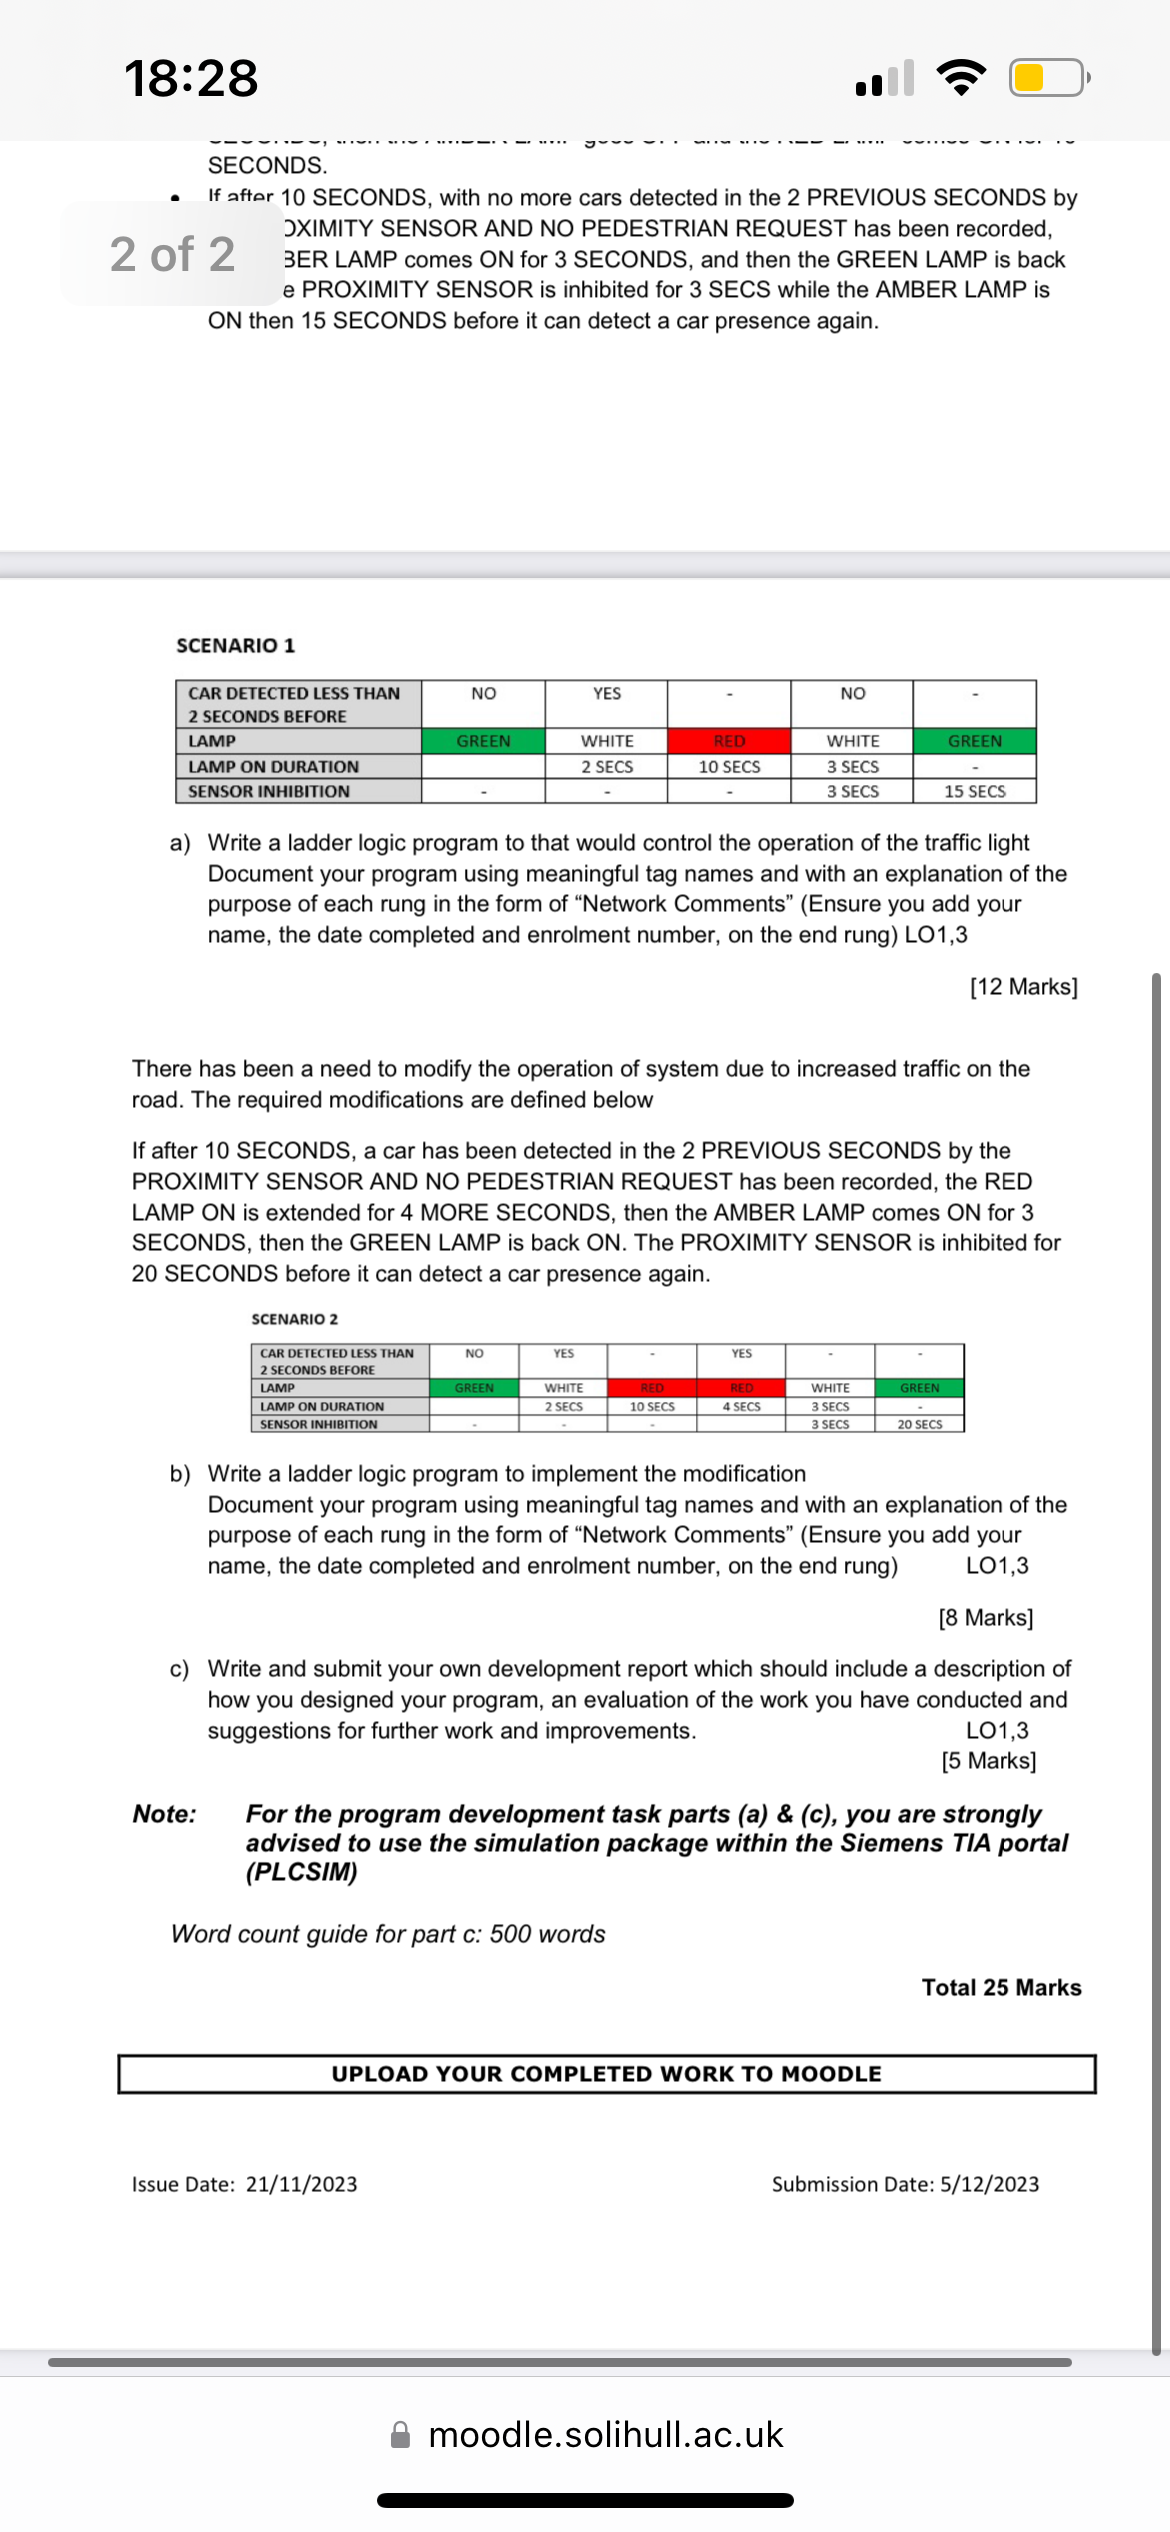 18:28
SECONDS.
• If after 10 SECONDS, with no more cars detected in the 2 PREVIOUS SECONDS by
OXIMITY SENSOR AND NO PEDESTRIAN REQUEST has been recorded,
2 of 2
BER LAMP comes ON for 3 SECONDS, and then the GREEN LAMP is back
e PROXIMITY SENSOR is inhibited for 3 SECS while the AMBER LAMP is
ON then 15 SECONDS before it can detect a car presence again.
SCENARIO 1
CAR DETECTED LESS THAN 2 SECONDS BEFORE NO YES - NO -
LAMP GREEN WHITE RED WHITE GREEN
LAMP ON DURATION 2 SECS 10 SECS 3 SECS -
SENSOR INHIBITION - - - 3 SECS 15 SECS
a) Write a ladder logic program to that would control the operation of the traffic light
Document your program using meaningful tag names and with an explanation of the
purpose of each rung in the form of “Network Comments” (Ensure you add your
name, the date completed and enrolment number, on the end rung) LO1,3
[12 Marks]
There has been a need to modify the operation of system due to increased traffic on the
road. The required modifications are defined below
If after 10 SECONDS, a car has been detected in the 2 PREVIOUS SECONDS by the
PROXIMITY SENSOR AND NO PEDESTRIAN REQUEST has been recorded, the RED
LAMP ON is extended for 4 MORE SECONDS, then the AMBER LAMP comes ON for 3
SECONDS, then the GREEN LAMP is back ON. The PROXIMITY SENSOR is inhibited for
20 SECONDS before it can detect a car presence again.
SCENARIO 2
CAR DETECTED LESS THAN 2 SECONDS BEFORE NO YES - YES - -
LAMP GREEN WHITE RED RED WHITE GREEN
LAMP ON DURATION 2 SECS 10 SECS 4 SECS 3 SECS -
SENSOR INHIBITION - - - 3 SECS 20 SECS
b) Write a ladder logic program to implement the modification
Document your program using meaningful tag names and with an explanation of the
purpose of each rung in the form of “Network Comments” (Ensure you add your
name, the date completed and enrolment number, on the end rung) LO1,3
[8 Marks]
c) Write and submit your own development report which should include a description of
how you designed your program, an evaluation of the work you have conducted and
suggestions for further work and improvements. LO1,3
[5 Marks]
Note: For the program development task parts (a) & (c), you are strongly
advised to use the simulation package within the Siemens TIA portal
(PLCSIM)
Word count guide for part c: 500 words
Total 25 Marks
UPLOAD YOUR COMPLETED WORK TO MOODLE
Issue Date: 21/11/2023 Submission Date: 5/12/2023
moodle.solihull.ac.uk